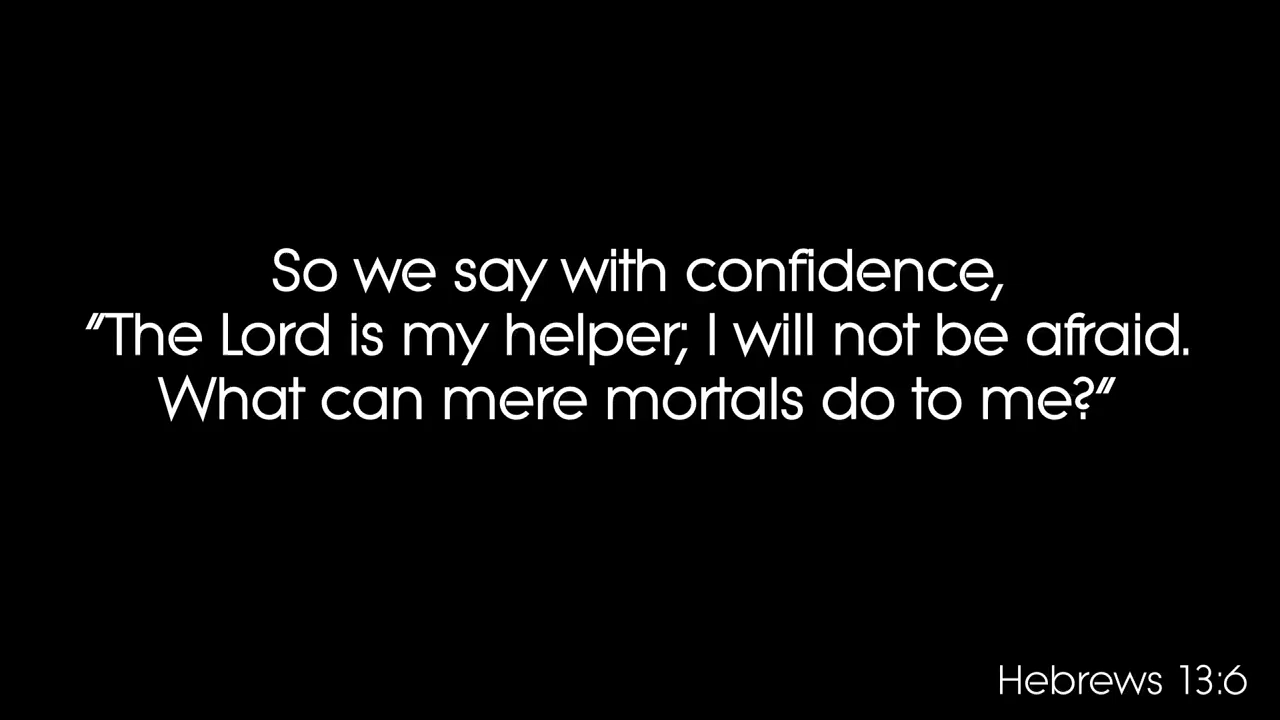 So we say with confidence,
“The Lord is my helper; I will not be afraid.
What can mere mortals do to me?“
Hebrews 13:6